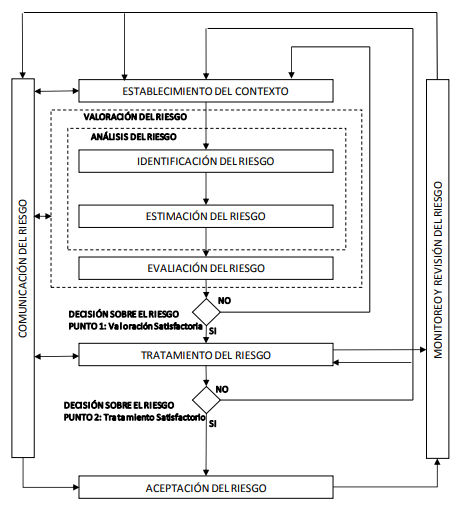 ESTABLECIMIENTO DEL CONTEXTO
VALORACIÓN DEL RIESGO
ANÁLISIS DEL RIESGO
IDENTIFICACIÓN DEL RIESGO
ESTIMACIÓN DEL RIESGO
EVALIACIÓN DEL RIESGO
NO
DECISIÓN SOBRE EL RIESGO
PUNTO 1: Valoración Satisfactoria
SI
TRATAMIENTO DEL RIESGO
NO
DECISIÓN SOBRE EL RIESGO
PUNTO 2: Tratamiento Satisfactorio
SI
ACEPTACIÓN DEL RIESGO
COMUNICACIÓN DEL RIESGO
MONITOREO Y REVISIÓN DEL RIESGO